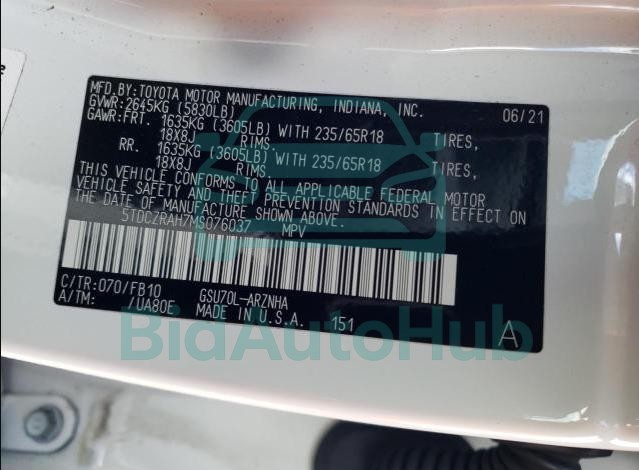 MFD.BY:TOYOTA MOTOR MANUFACTURING, INDIANA, INC. 06/21
GVWR:2645KG (5830LB)
GAWR:FRT. 1635KG (3605LB) WITH 235/65R18 TIRES,
18X8J RIMS.
RR. 1635KG (3605LB) WITH 235/65R18 TIRES,
18X8J RIMS.
THIS VEHICLE CONFORMS TO ALL APPLICABLE FEDERAL MOTOR
VEHICLE SAFETY AND THEFT PREVENTION STANDARDS IN EFFECT ON
THE DATE OF MANUFACTURE SHOWN ABOVE.
5TDCZRAH7MS076037 MPV
C/TR:070/FB10 GSU70L-ARZNHA
A/TM: /UA80E MADE IN U.S.A. 151 A
BidAutoHub